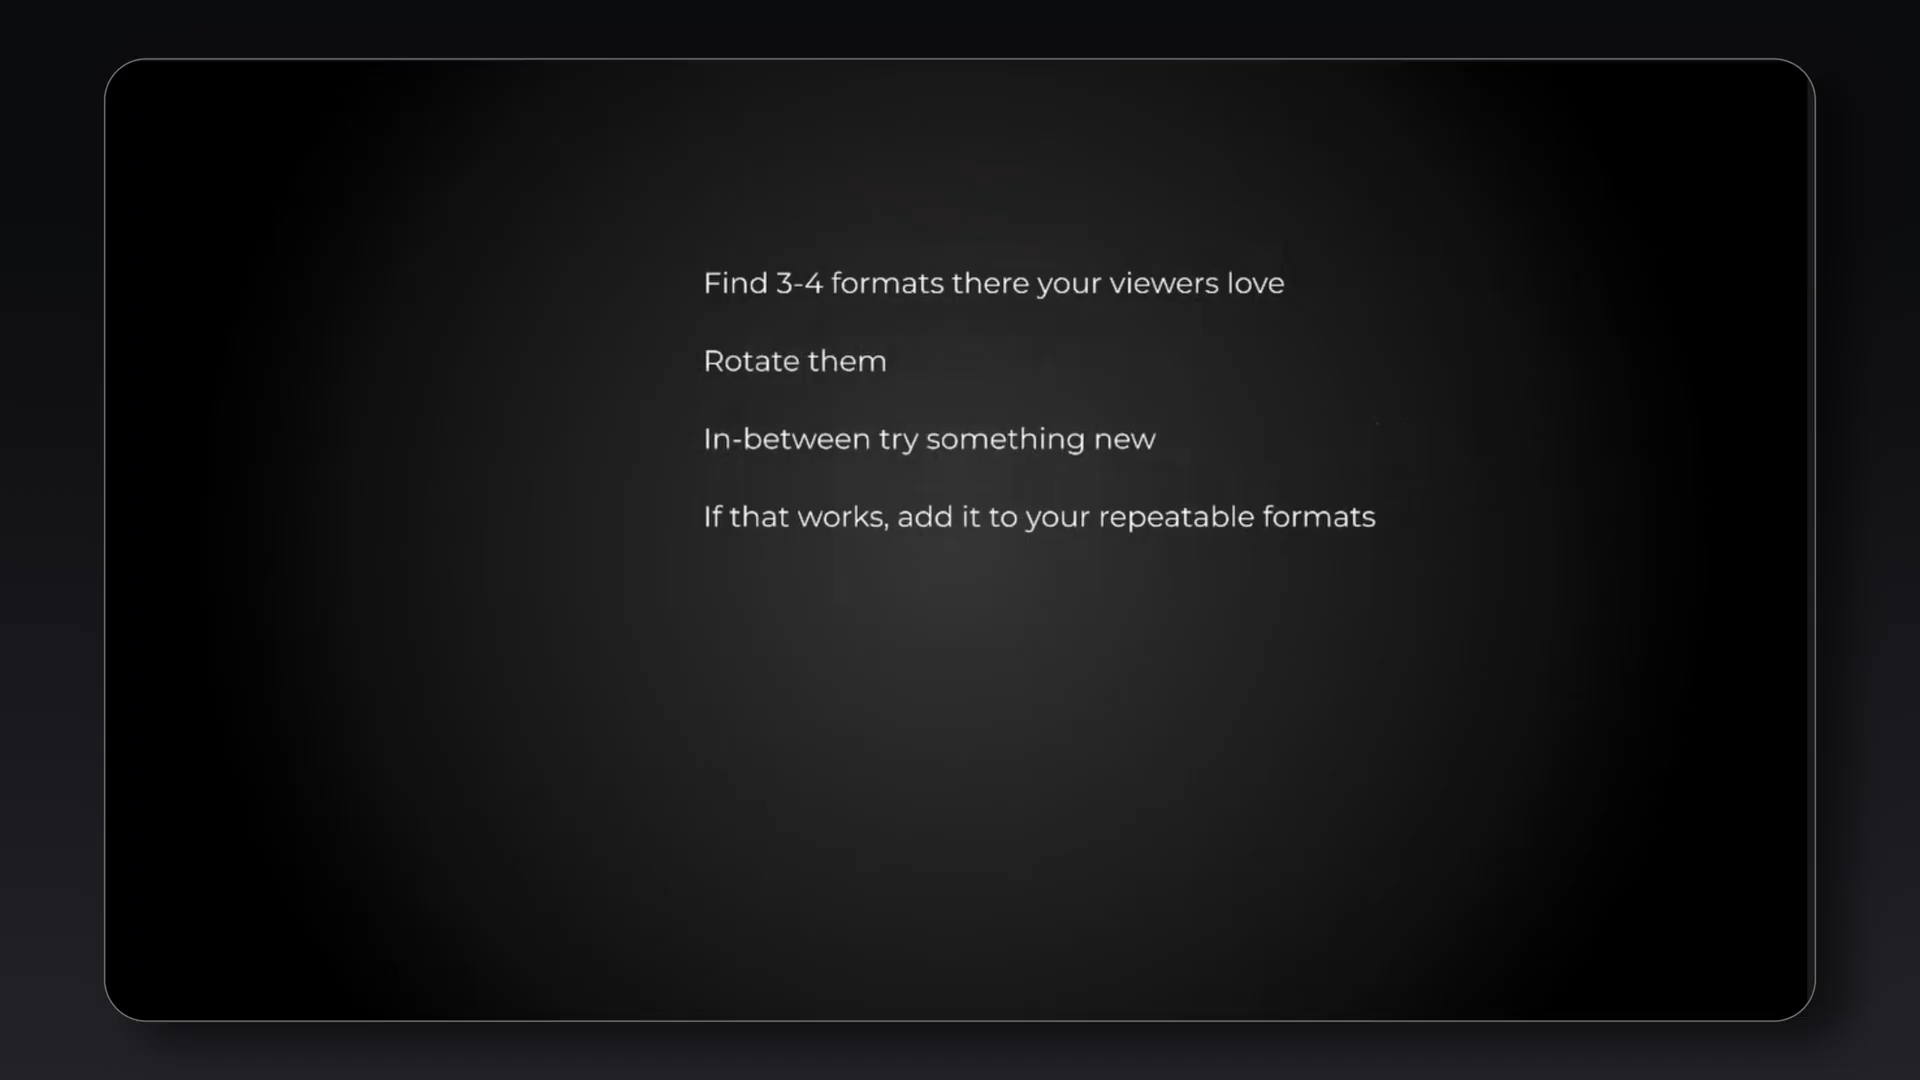 Find 3-4 formats there your viewers love
Rotate them
In-between try something new
If that works, add it to your repeatable formats